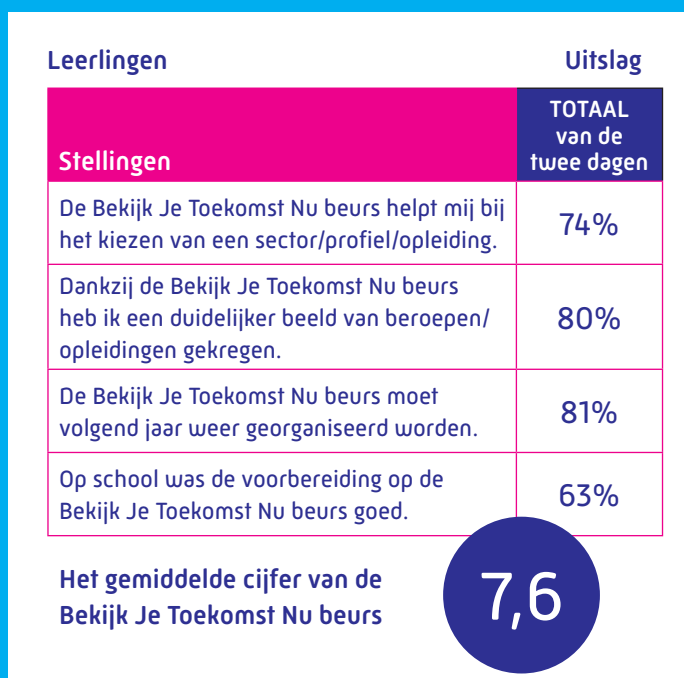 Leerlingen
Uitslag
Stellingen
TOTAAL
van de
twee dagen
De Bekijk Je Toekomst Nu beurs helpt mij bij
het kiezen van een sector/profiel/opleiding.
74%
Dankzij de Bekijk Je Toekomst Nu beurs
heb ik een duidelijker beeld van beroepen/
opleidingen gekregen.
80%
De Bekijk Je Toekomst Nu beurs moet
volgend jaar weer georganiseerd worden.
81%
Op school was de voorbereiding op de
Bekijk Je Toekomst Nu beurs goed.
63%
Het gemiddelde cijfer van de
Bekijk Je Toekomst Nu beurs
7,6